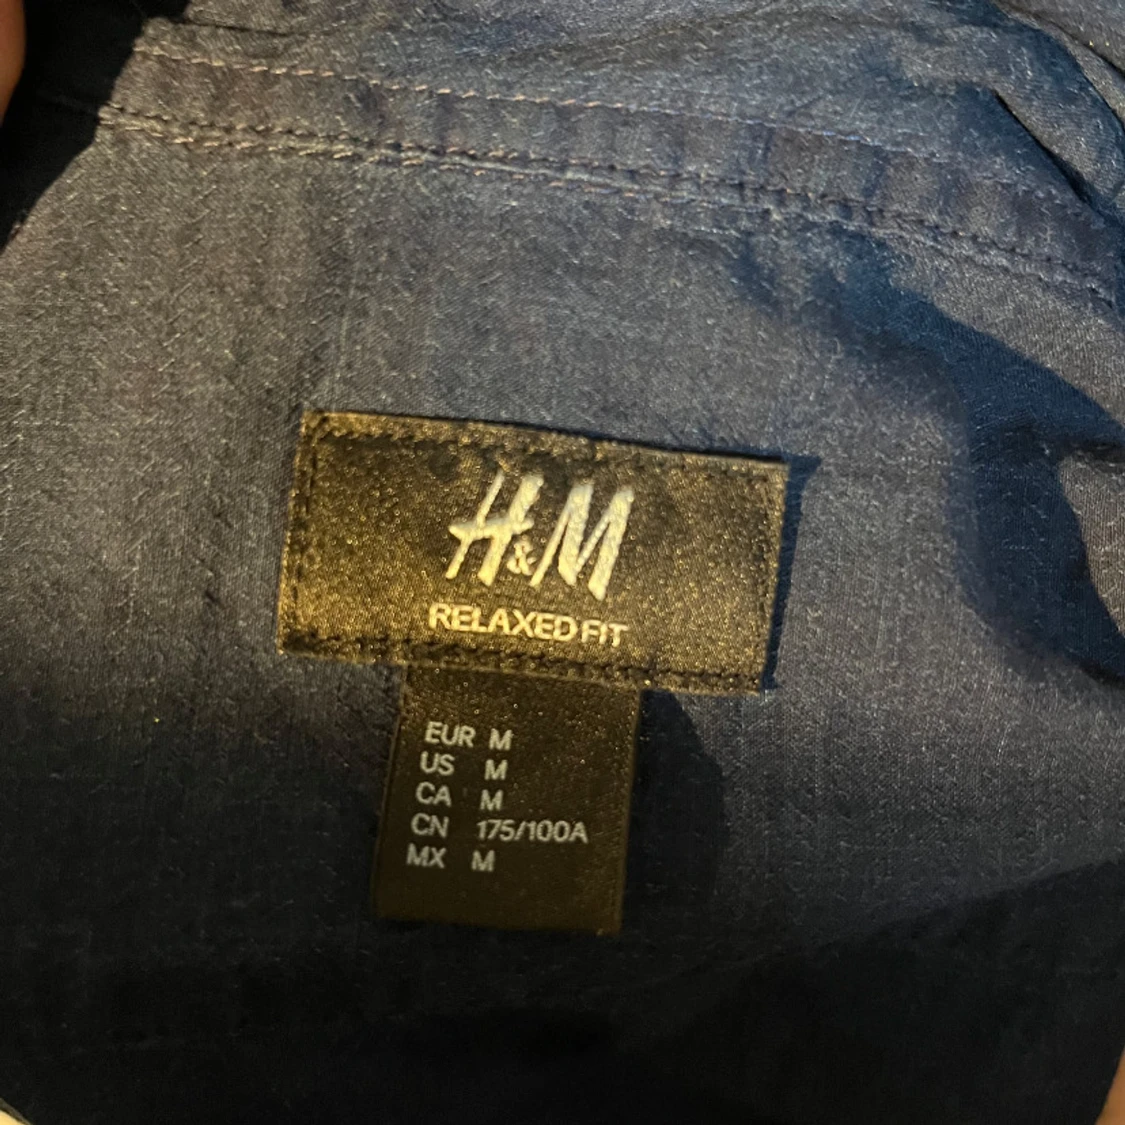 H&M
RELAXED FIT
EUR M
US M
CA M
CN 175/100A
MX M